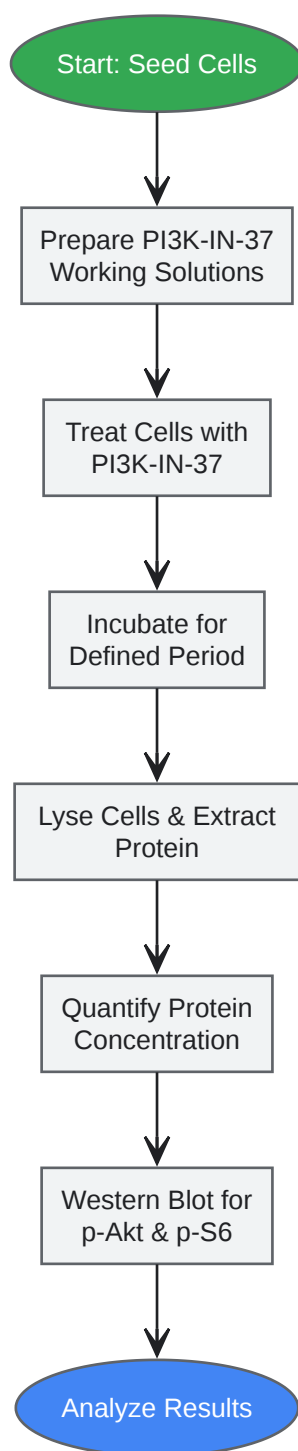 Start: Seed Cells
Prepare PI3K-IN-37
Working Solutions
Treat Cells with
PI3K-IN-37
Incubate for
Defined Period
Lyse Cells & Extract
Protein
Quantify Protein
Concentration
Western Blot for
p-Akt & p-S6
Analyze Results